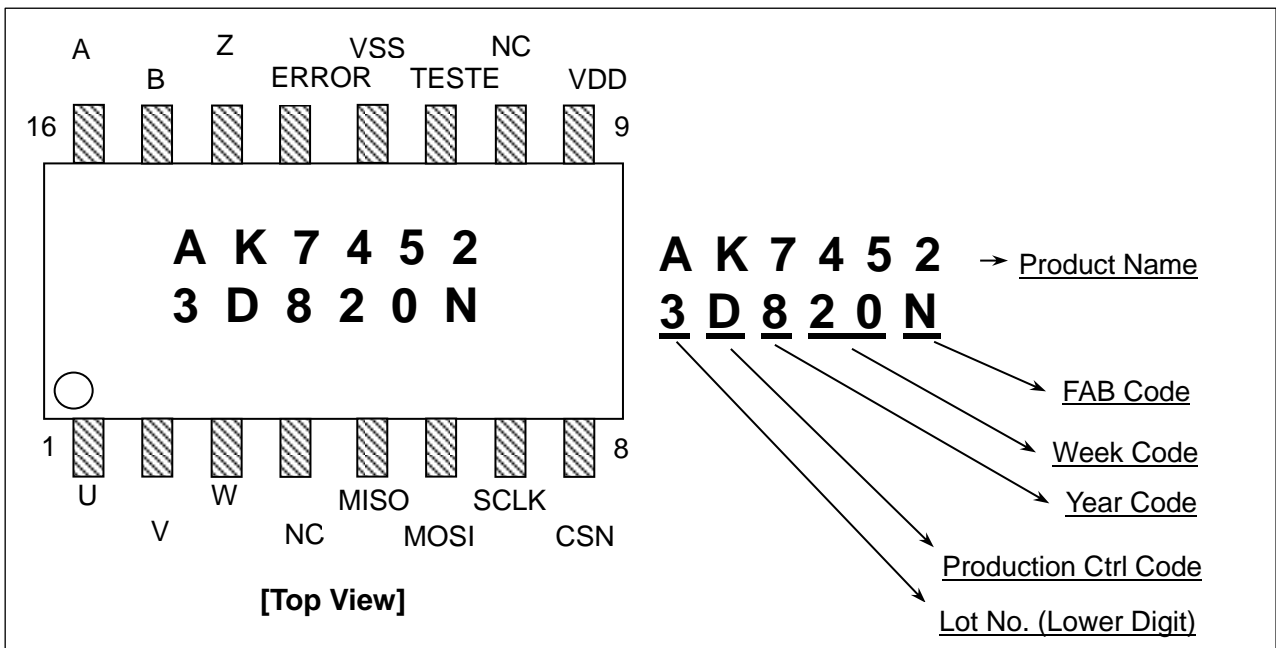 A Z VSS NC
B ERROR TESTE VDD
16 9
A K 7 4 5 2
3 D 8 2 0 N
1 8
U W MISO SCLK
V NC MOSI CSN
[Top View]
A K 7 4 5 2 → Product Name
3 D 8 2 0 N
FAB Code
Week Code
Year Code
Production Ctrl Code
Lot No. (Lower Digit)